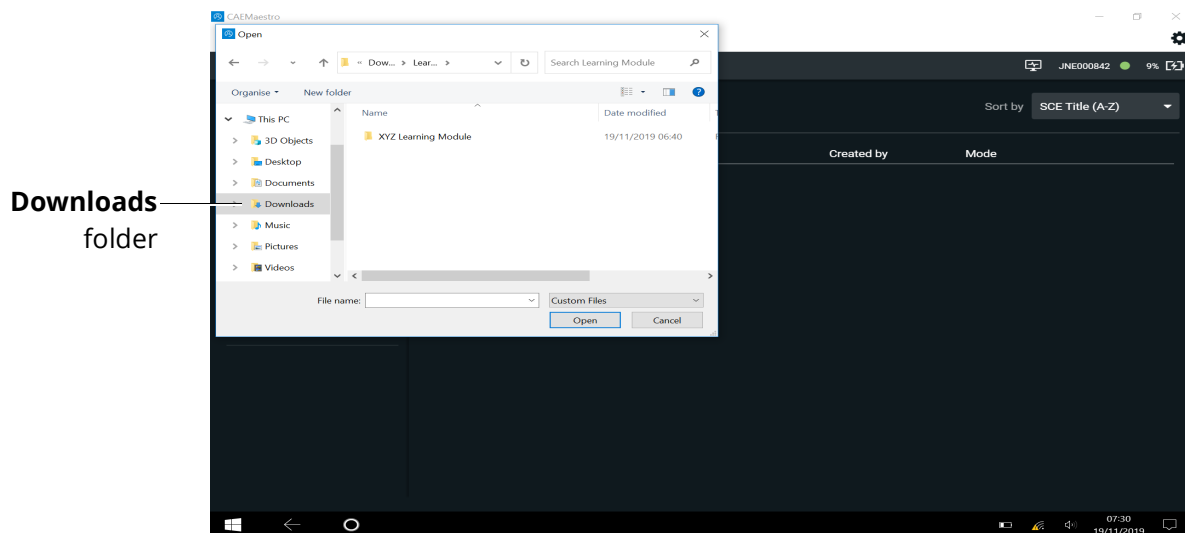 CAEMaestro
Open
« Dow... > Lear... >
Search Learning Module
Organise
New folder
This PC
3D Objects
Desktop
Documents
Downloads
Music
Pictures
Videos
Name
Date modified
XYZ Learning Module
19/11/2019 06:40
File name:
Custom Files
Open
Cancel
JNE000842
9%
Sort by
SCE Title (A-Z)
Created by
Mode
Downloads
folder
07:30
19/11/2019